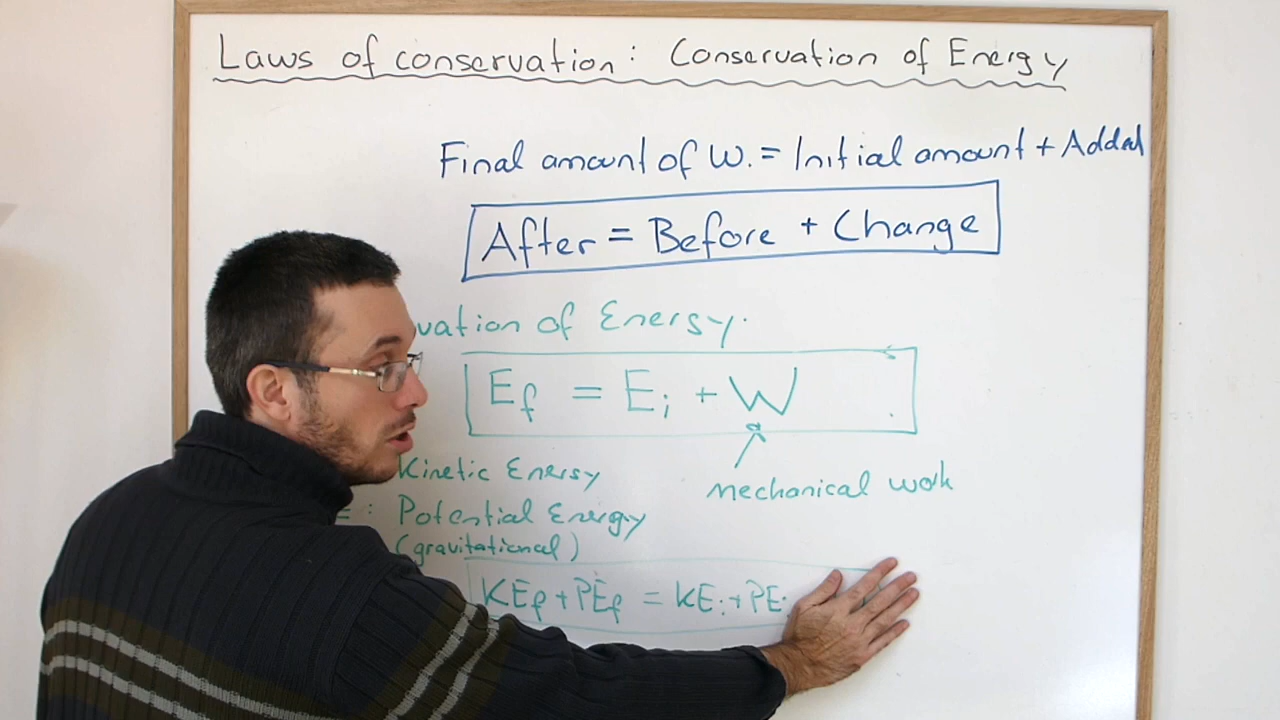 Laws of conservation: Conservation of Energy
Final amount of W. = Initial amount + Added
After = Before + Change
vation of Energy.
Ef = Ei + W
Kinetic Energy
mechanical work
E: Potential Energy
(gravitational)
KEf + PEf = KEi + PEi